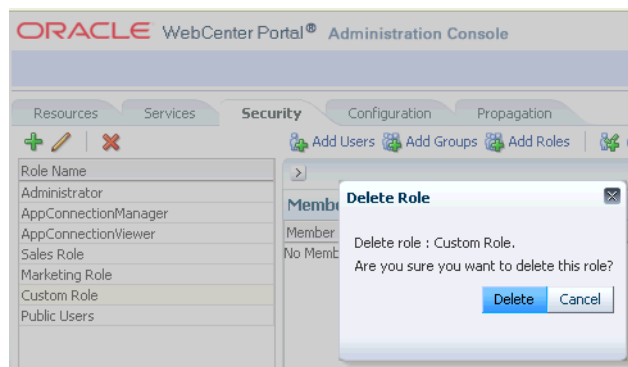 ORACLE WebCenter Portal® Administration Console
Resources Services Security Configuration Propagation
Add Users Add Groups Add Roles
Role Name
Administrator
AppConnectionManager
AppConnectionViewer
Sales Role
Marketing Role
Custom Role
Public Users
Memb
Member
No Memb
Delete Role
Delete role : Custom Role.
Are you sure you want to delete this role?
Delete Cancel